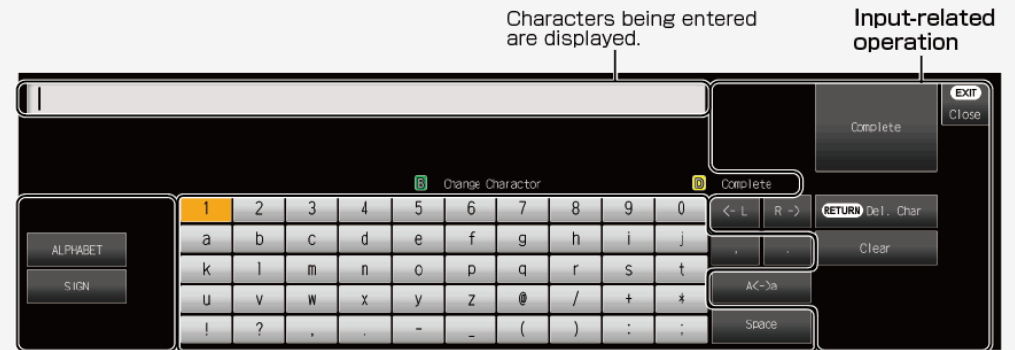 Characters being entered
are displayed.
Input-related
operation
EXIT
Close
Complete
B Change Charactor
D Complete
1 2 3 4 5 6 7 8 9 0
<- L R ->
RETURN Del. Char
a b c d e f g h i j
ALPHABET
, .
Clear
k l m n o p q r s t
SIGN
A<->a
u v w x y z @ / + *
! ? , . - _ ( ) : ;
Space